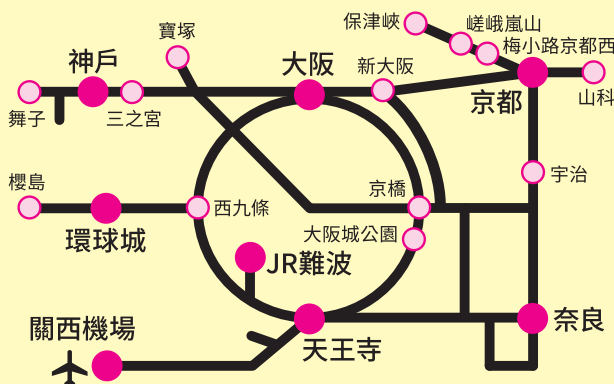 保津峽
嵯峨嵐山
梅小路京都西
寶塚
神戶
大阪
新大阪
京都
山科
舞子
三之宮
櫻島
京橋
宇治
西九條
環球城
大阪城公園
JR難波
關西機場
天王寺
奈良